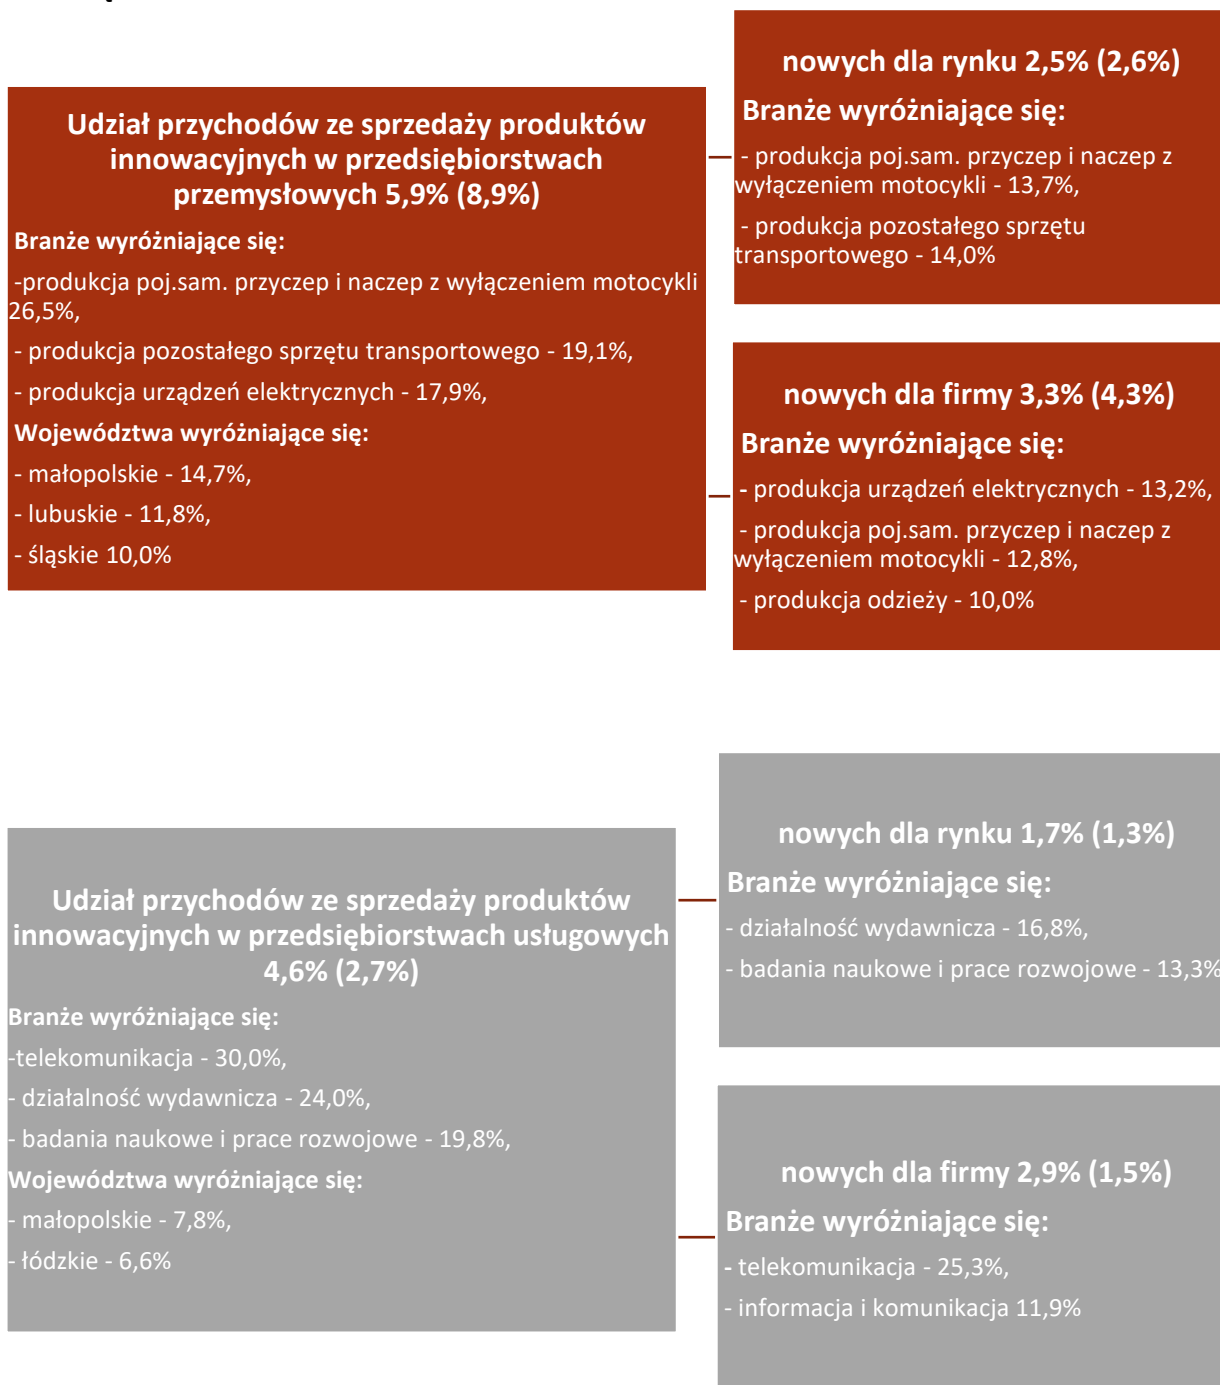 Udział przychodów ze sprzedaży produktów
innowacyjnych w przedsiębiorstwach
przemysłowych 5,9% (8,9%)
Branże wyróżniające się:
-produkcja poj.sam. przyczep i naczep z wyłączeniem motocykli
26,5%,
- produkcja pozostałego sprzętu transportowego - 19,1%,
- produkcja urządzeń elektrycznych - 17,9%,
Województwa wyróżniające się:
- małopolskie - 14,7%,
- lubuskie - 11,8%,
- śląskie 10,0%
nowych dla rynku 2,5% (2,6%)
Branże wyróżniające się:
- produkcja poj.sam. przyczep i naczep z
wyłączeniem motocykli - 13,7%,
- produkcja pozostałego sprzętu
transportowego - 14,0%
nowych dla firmy 3,3% (4,3%)
Branże wyróżniające się:
- produkcja urządzeń elektrycznych - 13,2%,
- produkcja poj.sam. przyczep i naczep z
wyłączeniem motocykli - 12,8%,
- produkcja odzieży - 10,0%
Udział przychodów ze sprzedaży produktów
innowacyjnych w przedsiębiorstwach usługowych
4,6% (2,7%)
Branże wyróżniające się:
-telekomunikacja - 30,0%,
- działalność wydawnicza - 24,0%,
- badania naukowe i prace rozwojowe - 19,8%,
Województwa wyróżniające się:
- małopolskie - 7,8%,
- łódzkie - 6,6%
nowych dla rynku 1,7% (1,3%)
Branże wyróżniające się:
- działalność wydawnicza - 16,8%,
- badania naukowe i prace rozwojowe - 13,3%
nowych dla firmy 2,9% (1,5%)
Branże wyróżniające się:
- telekomunikacja - 25,3%,
- informacja i komunikacja 11,9%